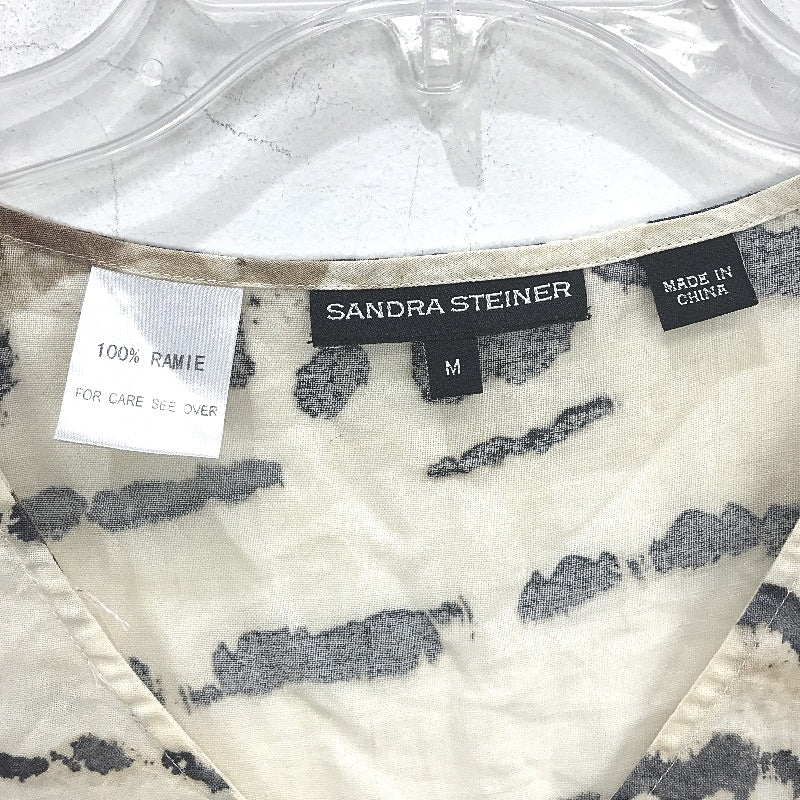 SANDRA STEINER
M
MADE IN
CHINA
100% RAMIE
FOR CARE SEE OVER